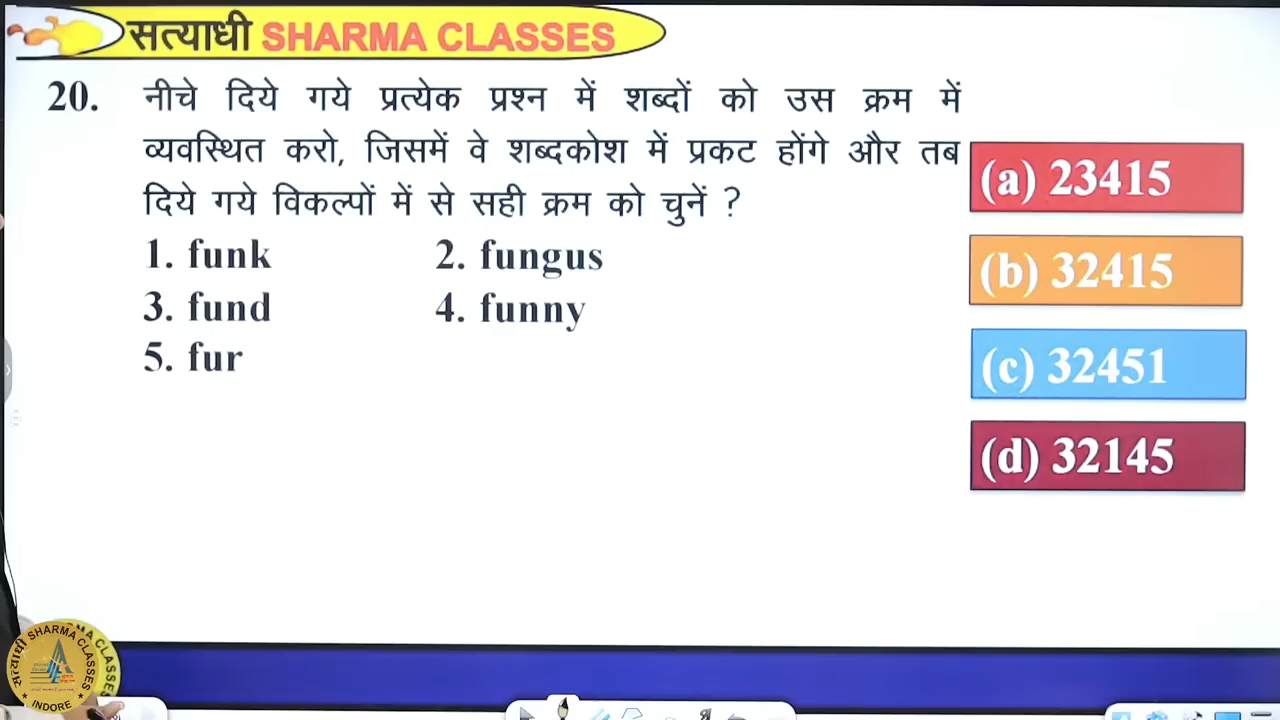 सत्याधी SHARMA CLASSES
20. नीचे दिये गये प्रत्येक प्रश्न में शब्दों को उस क्रम में
व्यवस्थित करो, जिसमें वे शब्दकोश में प्रकट होंगे और तब
दिये गये विकल्पों में से सही क्रम को चुनें ?
1. funk 2. fungus
3. fund 4. funny
5. fur
(a) 23415
(b) 32415
(c) 32451
(d) 32145
सत्याधी SHARMA CLASSES
INDORE